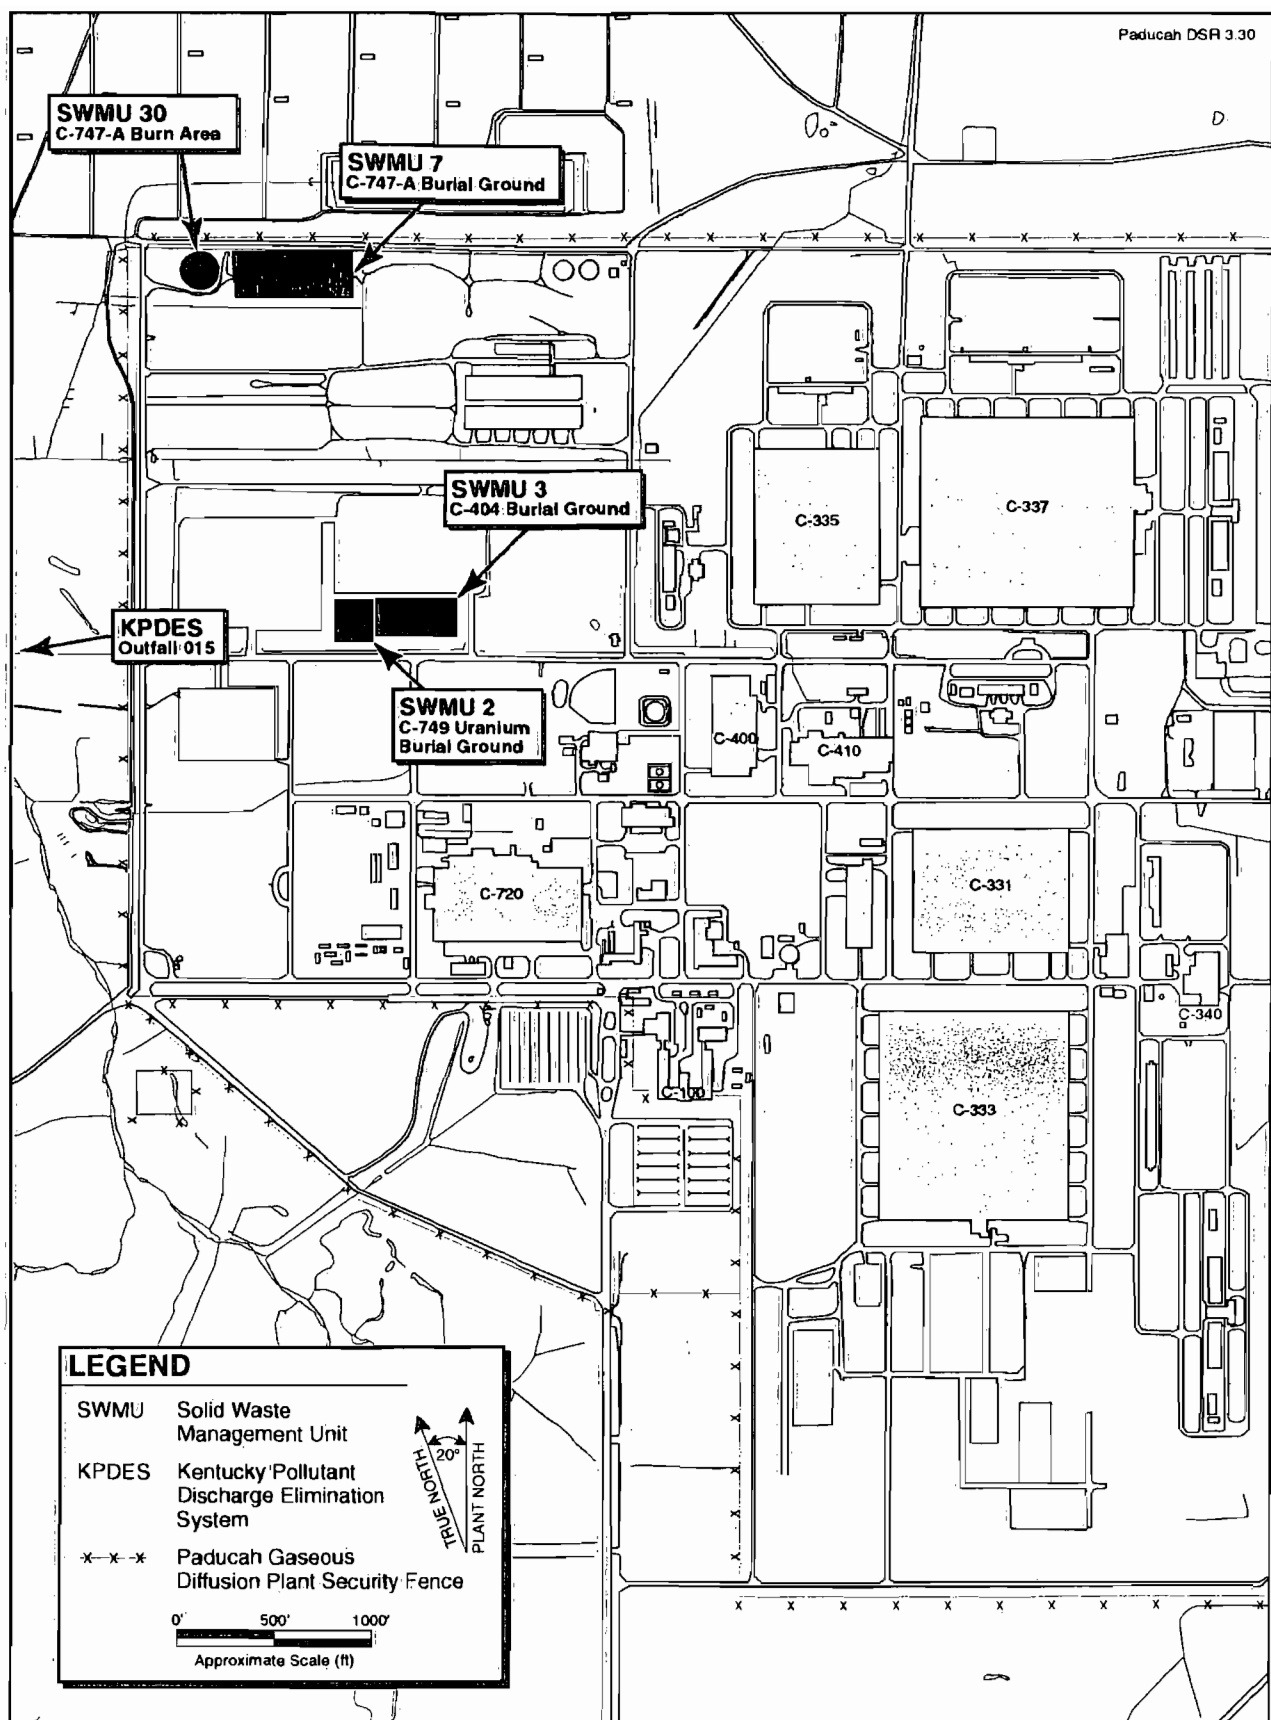 Paducah DSR 3.30
SWMU 30
C-747-A Burn Area
SWMU 7
C-747-A Burial Ground
SWMU 3
C-404 Burial Ground
C-335
C-337
KPDES
Outfall 015
SWMU 2
C-749 Uranium
Burial Ground
C-400
C-410
C-720
C-331
C-340
C-100
C-333
LEGEND
SWMU Solid Waste
Management Unit
KPDES Kentucky Pollutant
Discharge Elimination
System
-x-x-x Paducah Gaseous
Diffusion Plant Security Fence
TRUE NORTH
20°
PLANT NORTH
0' 500' 1000'
Approximate Scale (ft)